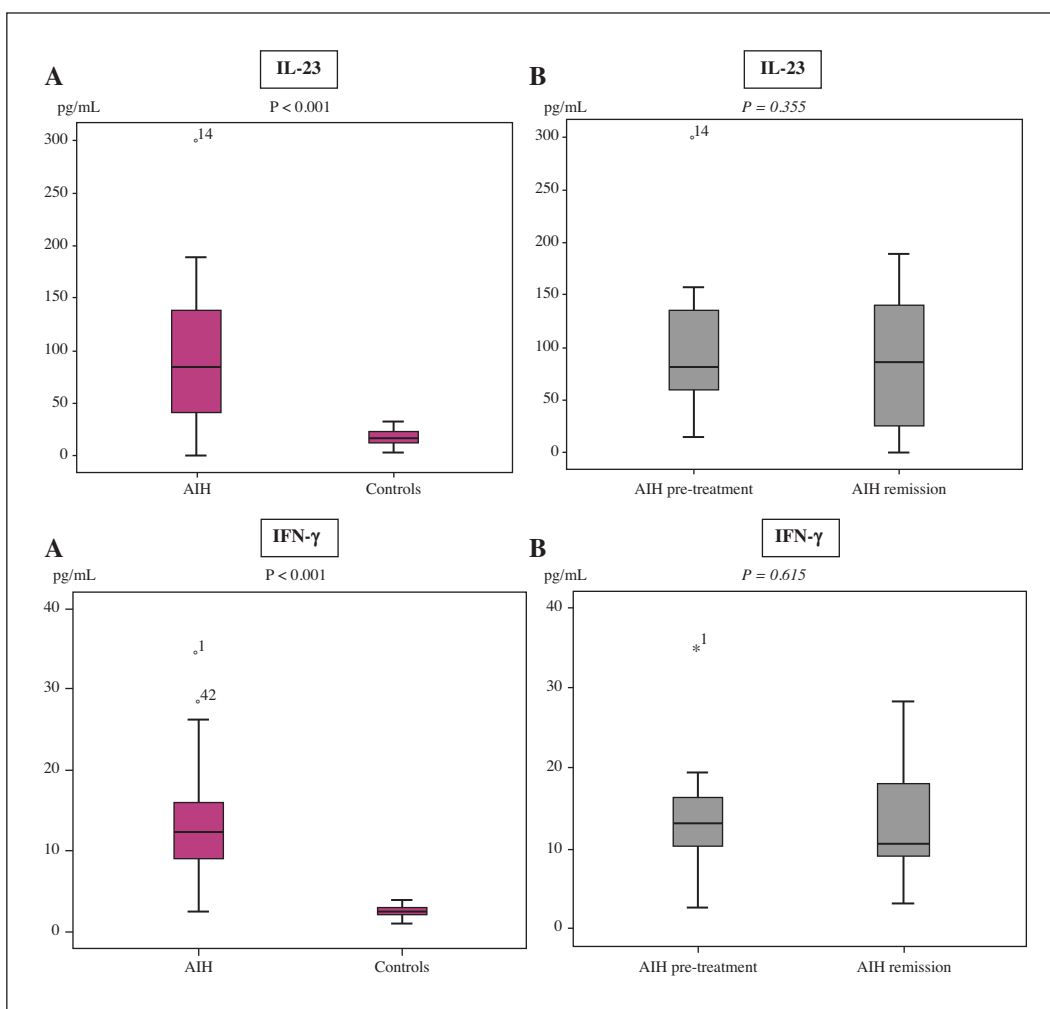 A
IL-23
pg/mL
P < 0.001
300
250
200
150
100
50
0
14
AIH
Controls
B
IL-23
pg/mL
P = 0.355
300
250
200
150
100
50
0
14
AIH pre-treatment
AIH remission
A
IFN-γ
pg/mL
P < 0.001
40
30
20
10
0
1
42
AIH
Controls
B
IFN-γ
pg/mL
P = 0.615
40
30
20
10
0
*1
AIH pre-treatment
AIH remission